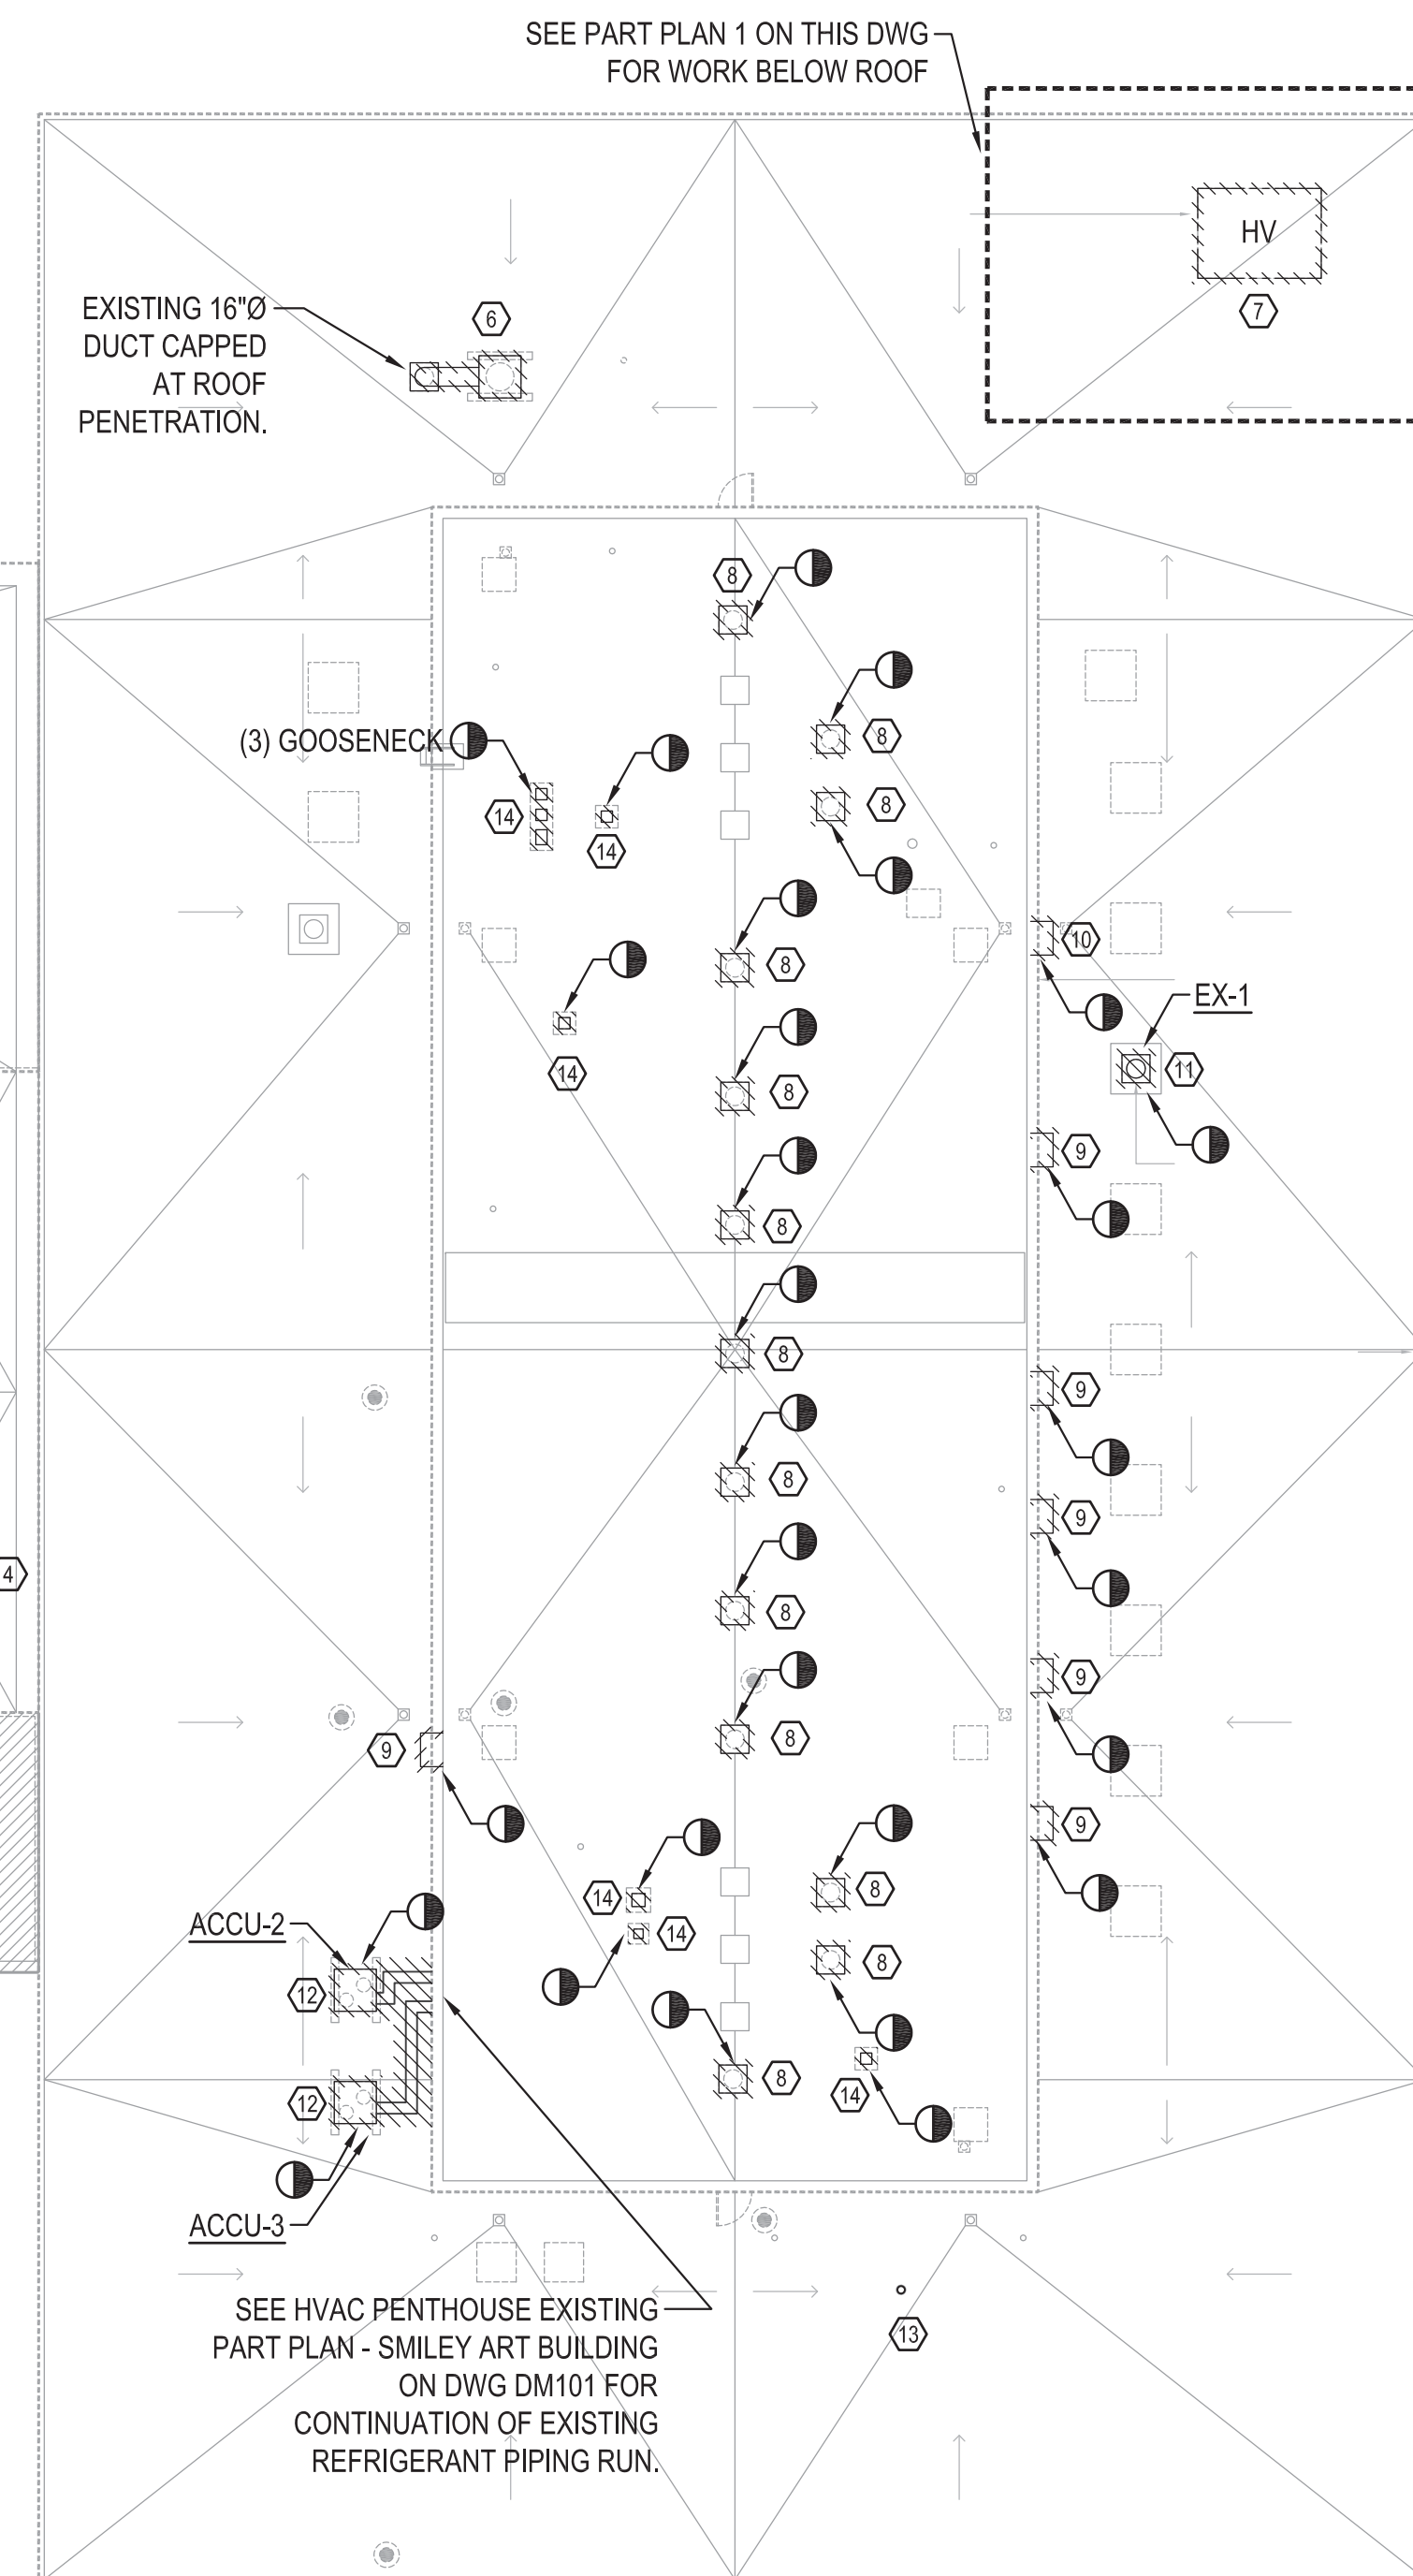 SEE PART PLAN 1 ON THIS DWG
FOR WORK BELOW ROOF
HV
7
EXISTING 16"Ø
DUCT CAPPED
AT ROOF
PENETRATION.
6
8
8
(3) GOOSENECK
8
14
14
8
10
EX-1
14
11
8
9
8
8
9
8
9
4
8
9
8
9
9
8
14
14
ACCU-2
8
12
8
14
12
ACCU-3
SEE HVAC PENTHOUSE EXISTING
PART PLAN - SMILEY ART BUILDING
ON DWG DM101 FOR
CONTINUATION OF EXISTING
REFRIGERANT PIPING RUN.
13